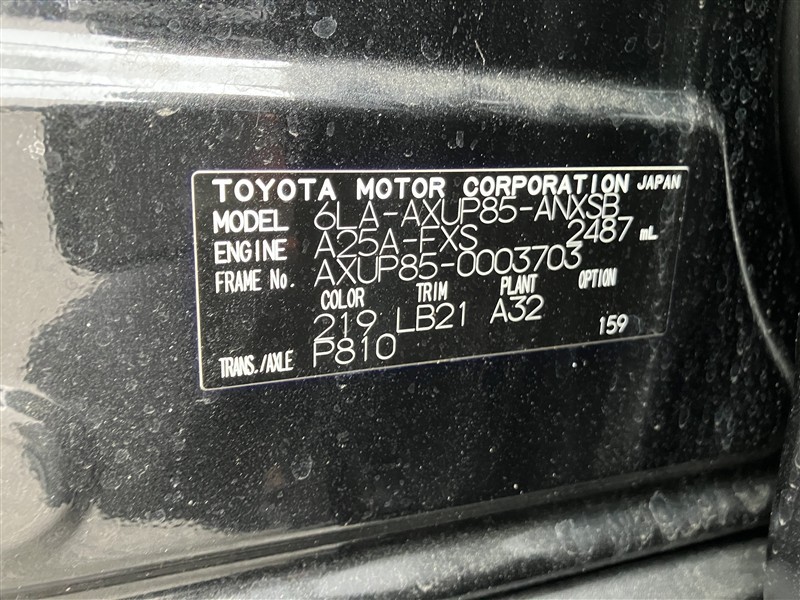 TOYOTA MOTOR CORPORATION JAPAN
MODEL 6LA-AXUP85-ANXSB
ENGINE A25A-FXS 2487 mL
FRAME No. AXUP85-0003703
COLOR TRIM PLANT OPTION
219 LB21 A32
159
TRANS./AXLE P810